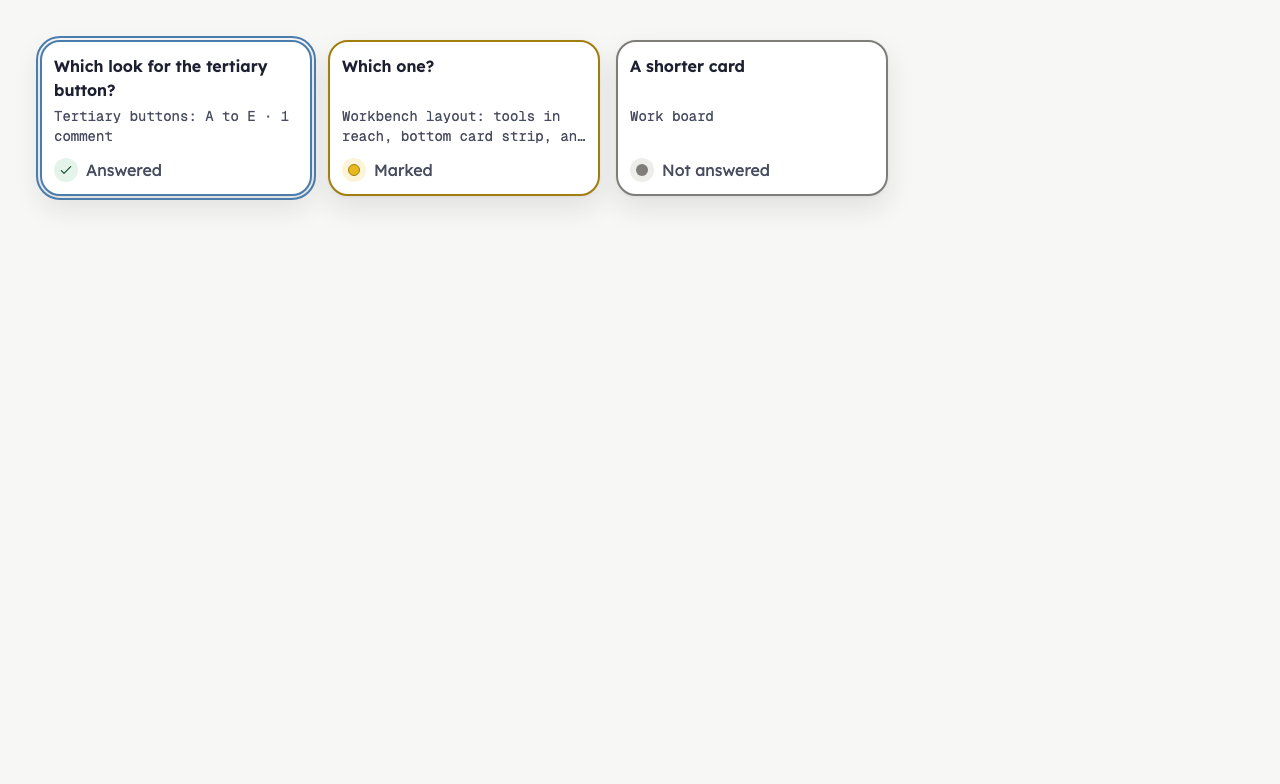 Which look for the tertiary
button?
Tertiary buttons: A to E · 1
comment
Answered
Which one?
Workbench layout: tools in
reach, bottom card strip, an…
Marked
A shorter card
Work board
Not answered